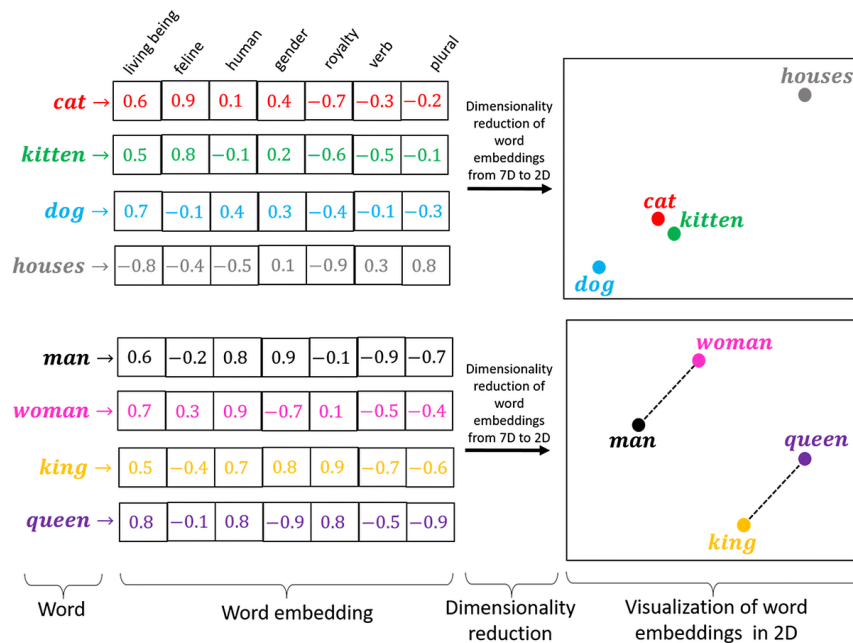 living being feline human gender royalty verb plural
cat → 0.6 0.9 0.1 0.4 −0.7 −0.3 −0.2
kitten → 0.5 0.8 −0.1 0.2 −0.6 −0.5 −0.1
dog → 0.7 −0.1 0.4 0.3 −0.4 −0.1 −0.3
houses → −0.8 −0.4 −0.5 0.1 −0.9 0.3 0.8
Dimensionality
reduction of
word
embeddings
from 7D to 2D
houses
cat
kitten
dog
man → 0.6 −0.2 0.8 0.9 −0.1 −0.9 −0.7
woman → 0.7 0.3 0.9 −0.7 0.1 −0.5 −0.4
king → 0.5 −0.4 0.7 0.8 0.9 −0.7 −0.6
queen → 0.8 −0.1 0.8 −0.9 0.8 −0.5 −0.9
Dimensionality
reduction of
word
embeddings
from 7D to 2D
woman
man
queen
king
Word
Word embedding
Dimensionality
reduction
Visualization of word
embeddings in 2D